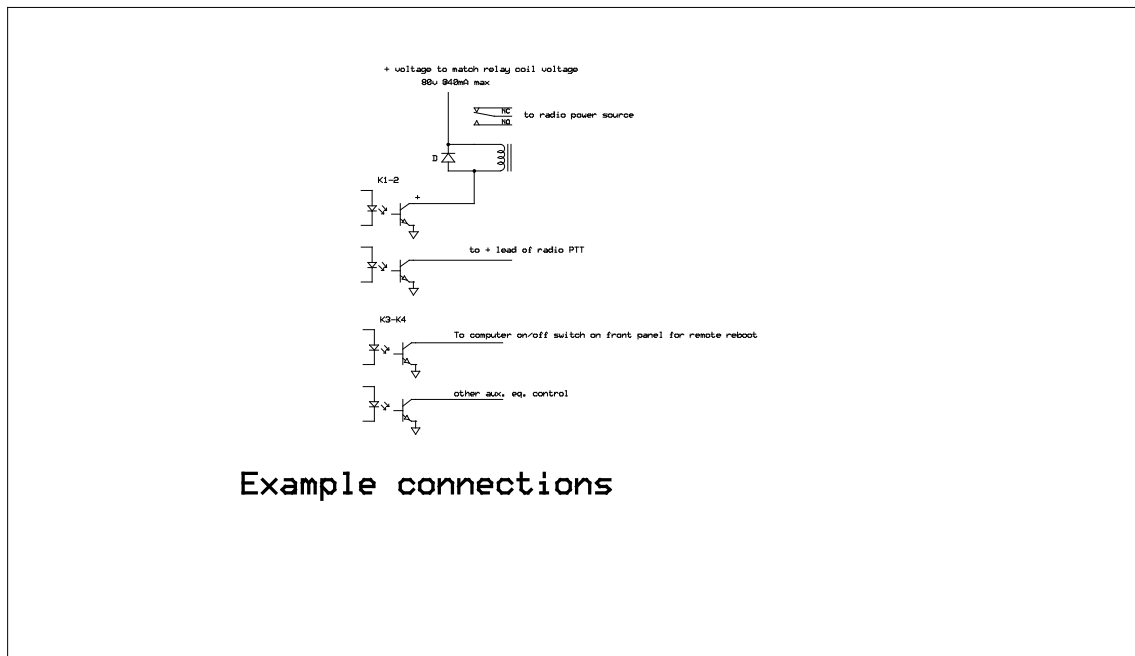 + voltage to match relay coil voltage
80v @40mA max
NC
to radio power source
NO
D
K1-2
+
to + lead of radio PTT
K3-K4
To computer on/off switch on front panel for remote reboot
other aux. eq. control
Example connections